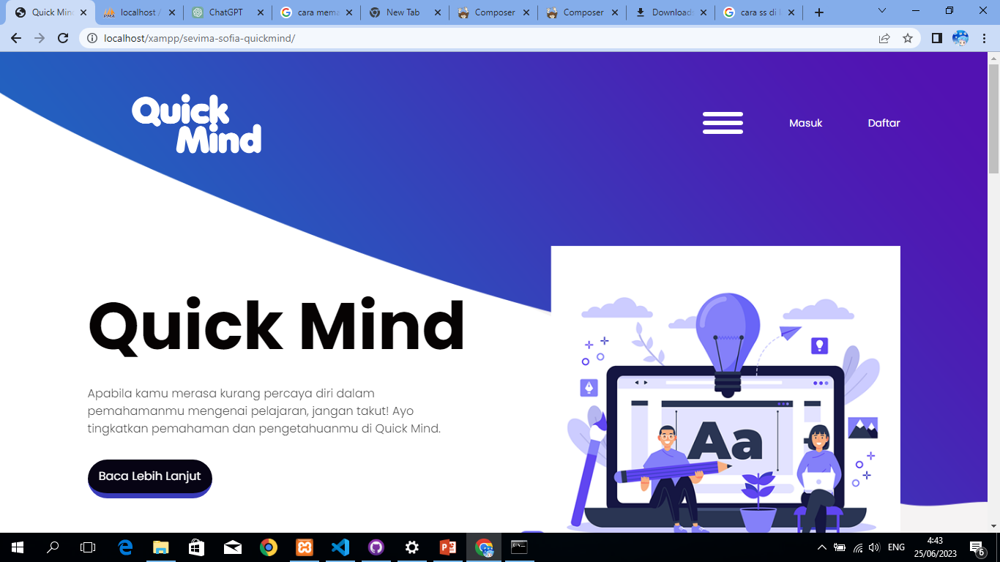 Quick Mind
localhost /
ChatGPT
cara mema
New Tab
Composer
Composer
Downloads
cara ss di l
localhost/xampp/sevima-sofia-quickmind/
Quick
Mind
Masuk
Daftar
Quick Mind
Apabila kamu merasa kurang percaya diri dalam
pemahamanmu mengenai pelajaran, jangan takut! Ayo
tingkatkan pemahaman dan pengetahuanmu di Quick Mind.
Baca Lebih Lanjut
Aa
ENG
4:43
25/06/2023
6